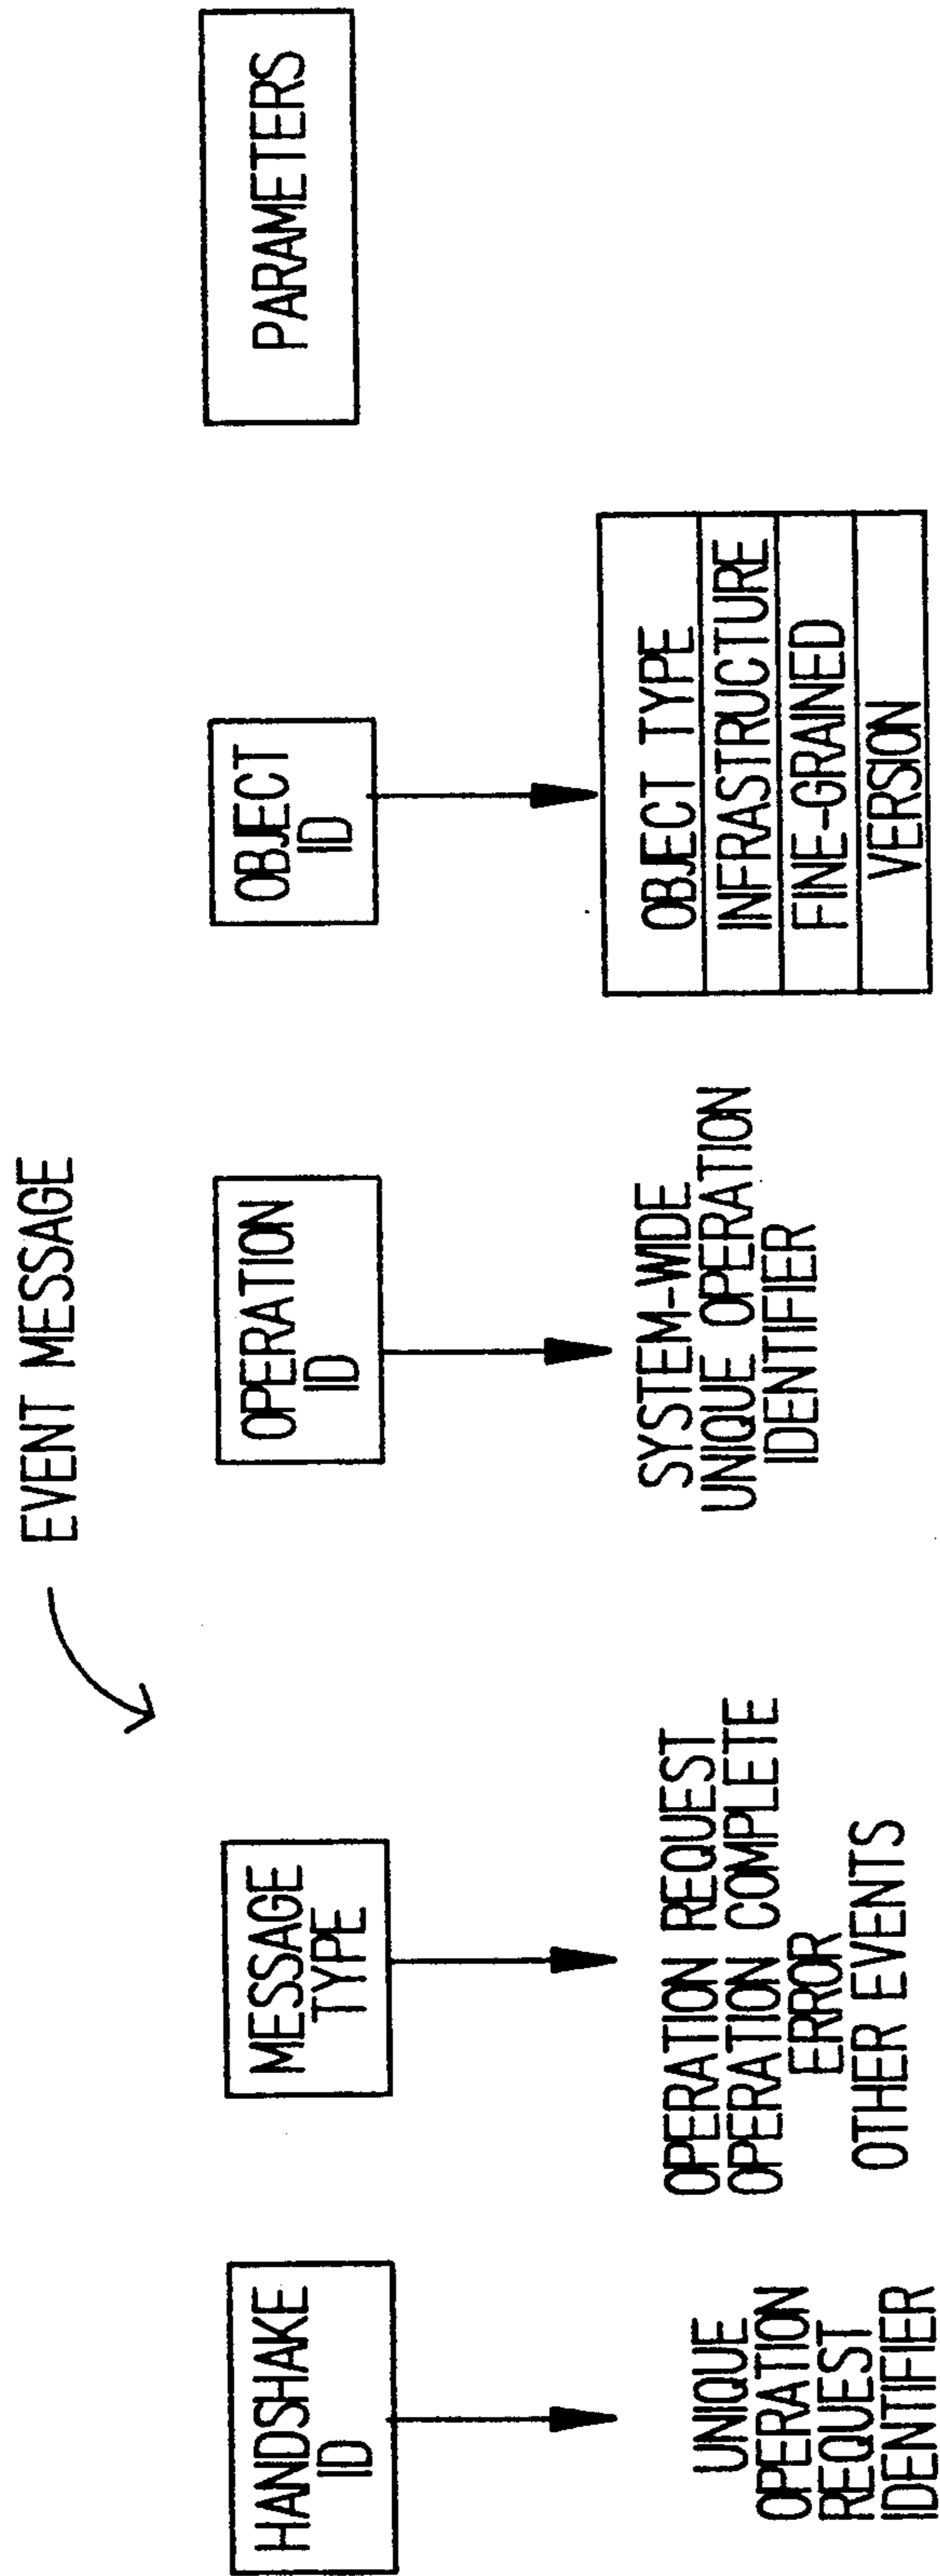 EVENT MESSAGE
HANDSHAKE
ID
UNIQUE
OPERATION
REQUEST
IDENTIFIER
MESSAGE
TYPE
OPERATION REQUEST
OPERATION COMPLETE
ERROR
OTHER EVENTS
OPERATION
ID
SYSTEM-WIDE
UNIQUE OPERATION
IDENTIFIER
OBJECT
ID
OBJECT TYPE
INFRASTRUCTURE
FINE-GRAINED
VERSION
PARAMETERS